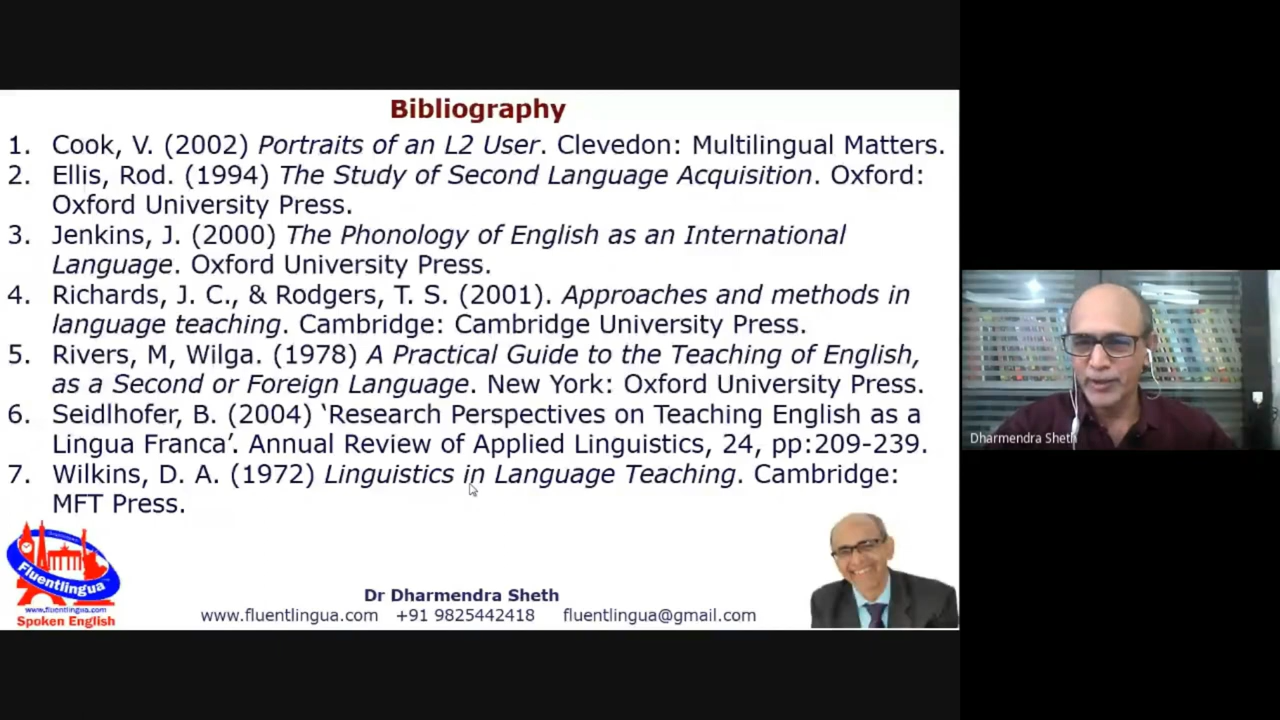 Bibliography
1. Cook, V. (2002) Portraits of an L2 User. Clevedon: Multilingual Matters.
2. Ellis, Rod. (1994) The Study of Second Language Acquisition. Oxford:
Oxford University Press.
3. Jenkins, J. (2000) The Phonology of English as an International
Language. Oxford University Press.
4. Richards, J. C., & Rodgers, T. S. (2001). Approaches and methods in
language teaching. Cambridge: Cambridge University Press.
5. Rivers, M, Wilga. (1978) A Practical Guide to the Teaching of English,
as a Second or Foreign Language. New York: Oxford University Press.
6. Seidlhofer, B. (2004) ‘Research Perspectives on Teaching English as a
Lingua Franca’. Annual Review of Applied Linguistics, 24, pp:209-239.
7. Wilkins, D. A. (1972) Linguistics in Language Teaching. Cambridge:
MFT Press.
Fluentlingua
www.fluentlingua.com
Spoken English
Dr Dharmendra Sheth
www.fluentlingua.com +91 9825442418 fluentlingua@gmail.com
Dharmendra Sheth